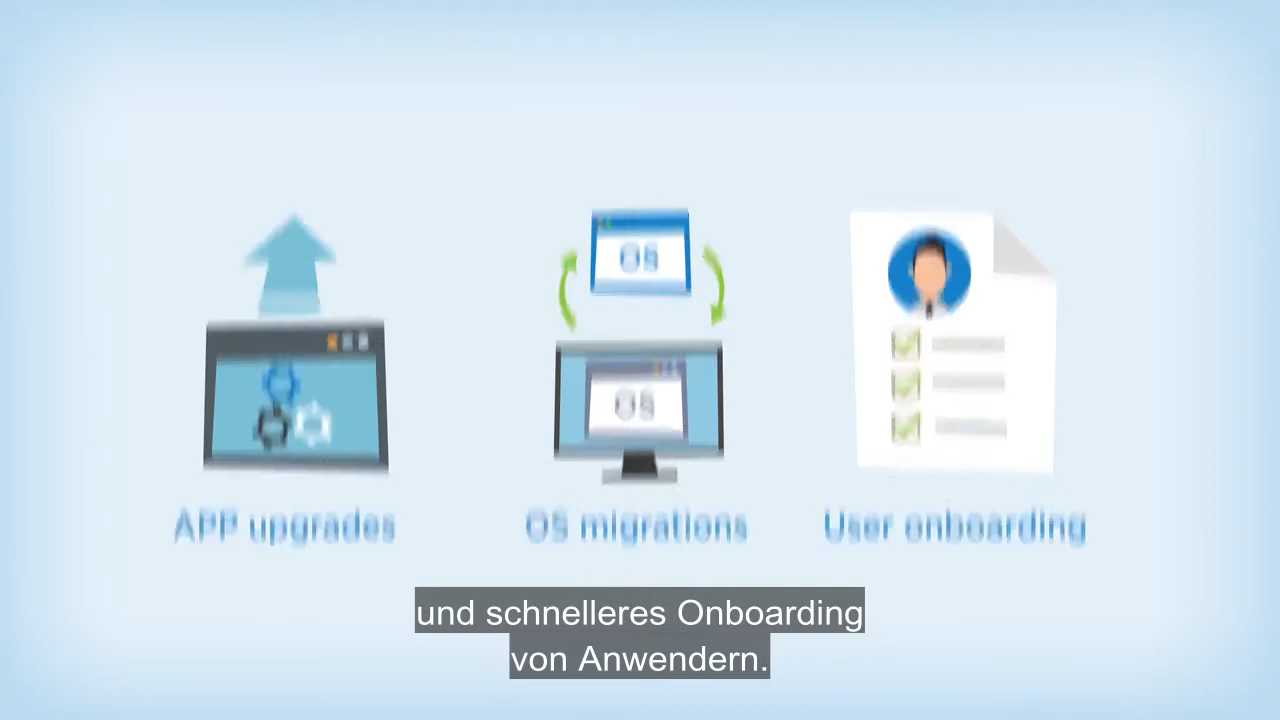 OS
OS
APP upgrades
OS migrations
User onboarding
und schnelleres Onboarding
von Anwendern.